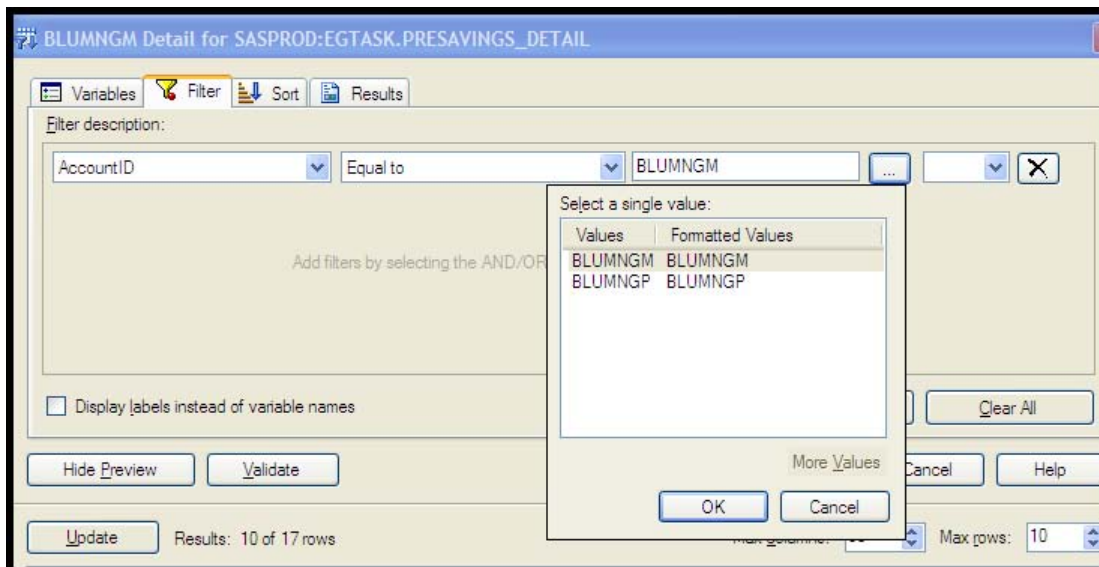 BLUMNGM Detail for SASPROD:EGTASK.PRESAVINGS_DETAIL
Variables Filter Sort Results
Filter description:
AccountID Equal to BLUMNGM ...
Select a single value:
Values Formatted Values
BLUMNGM BLUMNGM
BLUMNGP BLUMNGP
Add filters by selecting the AND/OR
Display labels instead of variable names
Clear All
More Values
Hide Preview Validate Cancel Help
OK Cancel
Update Results: 10 of 17 rows Max rows: 10